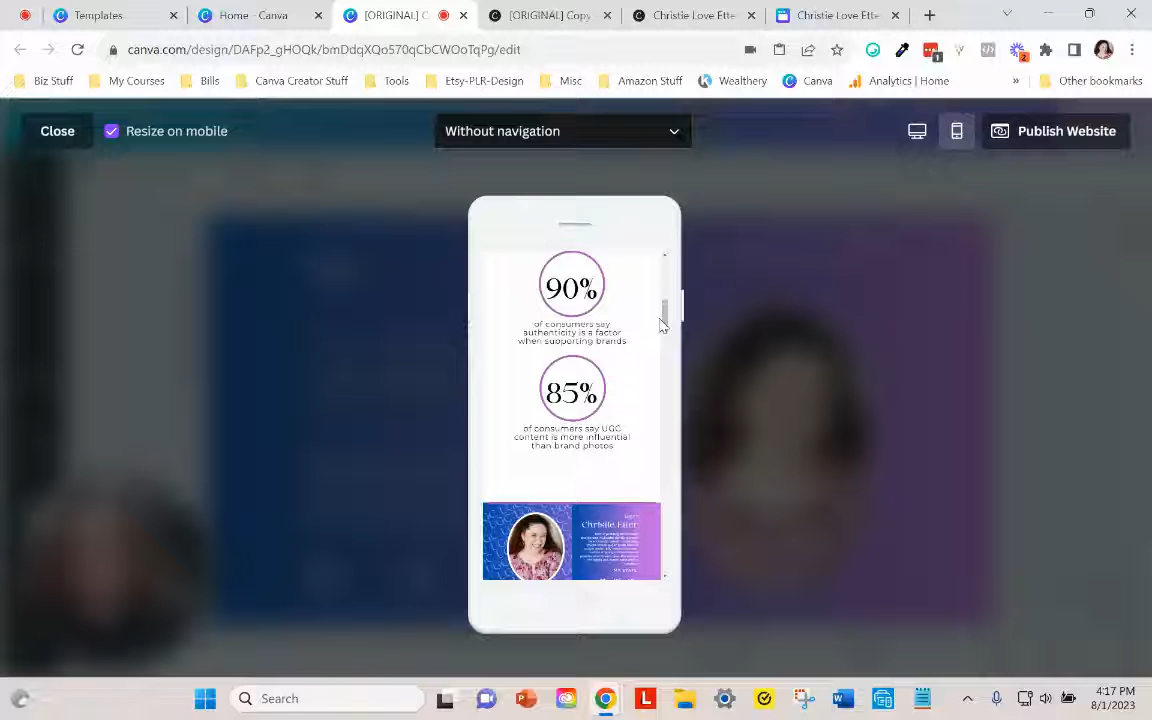 Templates
Home - Canva
[ORIGINAL] C
[ORIGINAL] Copy
Christie Love Ette
Christie Love Ette
canva.com/design/DAFp2_gHOQk/bmDdqXQo570qCbCWOoTqPg/edit
1
2
Biz Stuff
My Courses
Bills
Canva Creator Stuff
Tools
Etsy-PLR-Design
Misc
Amazon Stuff
Wealthery
Canva
Analytics | Home
»
Other bookmarks
Close
Resize on mobile
Without navigation
Publish Website
90%
of consumers say
authenticity is a factor
when supporting brands
85%
of consumers say UGC
content is more influential
than brand photos
Christie Etter
Search
4:17 PM
8/1/2023